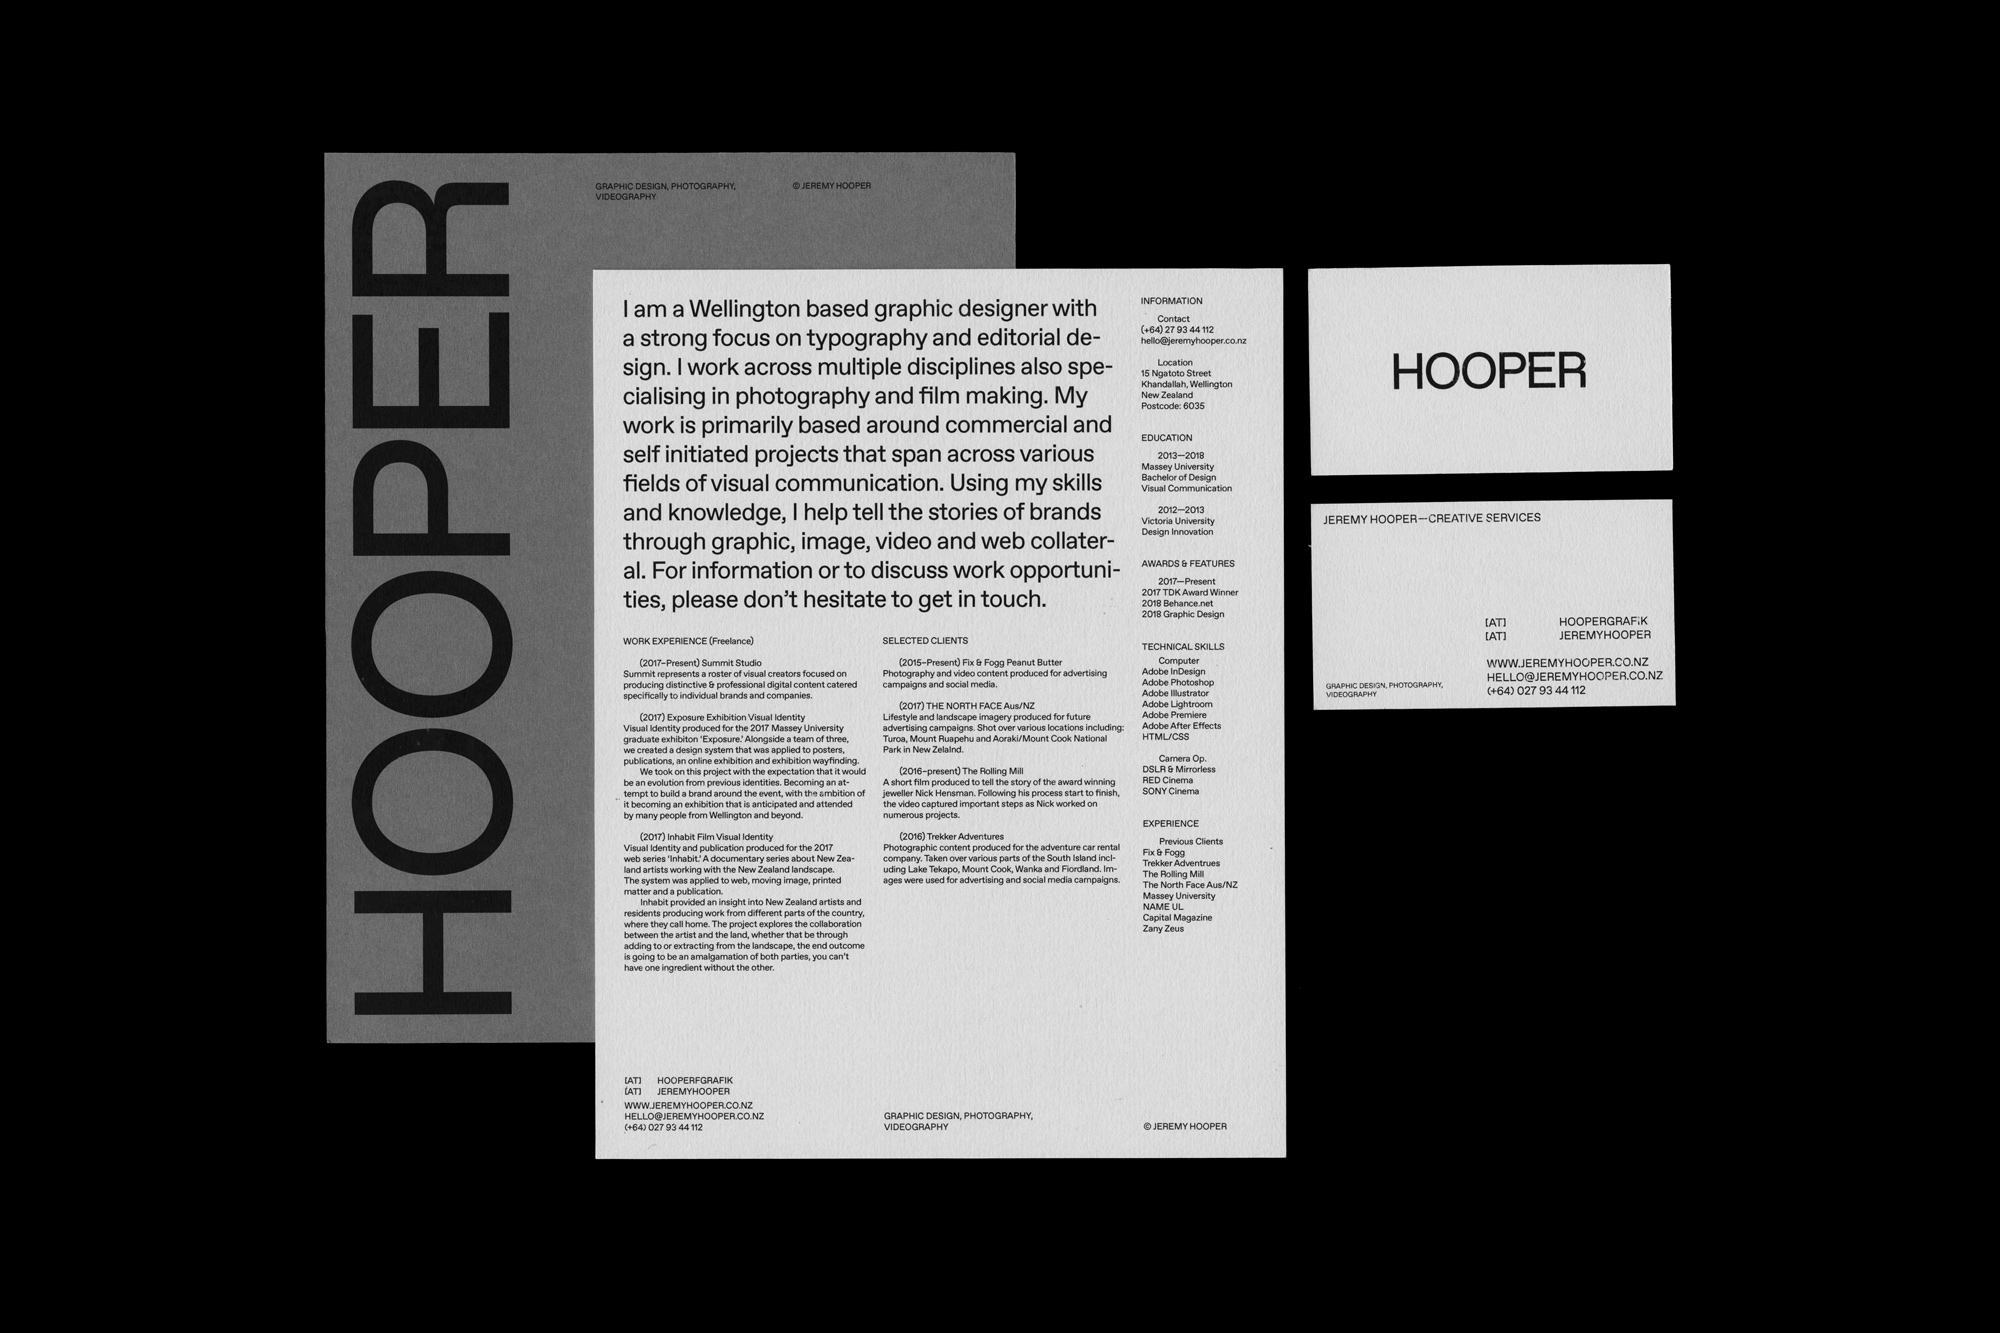 HOOPER
GRAPHIC DESIGN, PHOTOGRAPHY,
VIDEOGRAPHY
© JEREMY HOOPER
I am a Wellington based graphic designer with
a strong focus on typography and editorial de-
sign. I work across multiple disciplines also spe-
cialising in photography and film making. My
work is primarily based around commercial and
self initiated projects that span across various
fields of visual communication. Using my skills
and knowledge, I help tell the stories of brands
through graphic, image, video and web collater-
al. For information or to discuss work opportuni-
ties, please don't hesitate to get in touch.
WORK EXPERIENCE (Freelance)
(2017–Present) Summit Studio
Summit represents a roster of visual creators focused on
producing distinctive & professional digital content catered
specifically to individual brands and companies.
(2017) Exposure Exhibition Visual Identity
Visual Identity produced for the 2017 Massey University
graduate exhibiton 'Exposure.' Alongside a team of three,
we created a design system that was applied to posters,
publications, an online exhibition and exhibition wayfinding.
We took on this project with the expectation that it would
be an evolution from previous identities. Becoming an at-
tempt to build a brand around the event, with the ambition of
it becoming an exhibition that is anticipated and attended
by many people from Wellington and beyond.
(2017) Inhabit Film Visual Identity
Visual Identity and publication produced for the 2017
web series 'Inhabit.' A documentary series about New Zea-
land artists working with the New Zealand landscape.
The system was applied to web, moving image, printed
matter and a publication.
Inhabit provided an insight into New Zealand artists and
residents producing work from different parts of the country,
where they call home. The project explores the collaboration
between the artist and the land, whether that be through
adding to or extracting from the landscape, the end outcome
is going to be an amalgamation of both parties, you can't
have one ingredient without the other.
SELECTED CLIENTS
(2015–Present) Fix & Fogg Peanut Butter
Photography and video content produced for advertising
campaigns and social media.
(2017) THE NORTH FACE Aus/NZ
Lifestyle and landscape imagery produced for future
advertising campaigns. Shot over various locations including:
Turoa, Mount Ruapehu and Aoraki/Mount Cook National
Park in New Zelalnd.
(2016–present) The Rolling Mill
A short film produced to tell the story of the award winning
jeweller Nick Hensman. Following his process start to finish,
the video captured important steps as Nick worked on
numerous projects.
(2016) Trekker Adventures
Photographic content produced for the adventure car rental
company. Taken over various parts of the South Island incl-
uding Lake Tekapo, Mount Cook, Wanka and Fiordland. Im-
ages were used for advertising and social media campaigns.
INFORMATION
Contact
(+64) 27 93 44 112
hello@jeremyhooper.co.nz
Location
15 Ngatoto Street
Khandallah, Wellington
New Zealand
Postcode: 6035
EDUCATION
2013—2018
Massey University
Bachelor of Design
Visual Communication
2012—2013
Victoria University
Design Innovation
AWARDS & FEATURES
2017—Present
2017 TDK Award Winner
2018 Behance.net
2018 Graphic Design
TECHNICAL SKILLS
Computer
Adobe InDesign
Adobe Photoshop
Adobe Illustrator
Adobe Lightroom
Adobe Premiere
Adobe After Effects
HTML/CSS
Camera Op.
DSLR & Mirrorless
RED Cinema
SONY Cinema
EXPERIENCE
Previous Clients
Fix & Fogg
Trekker Adventrues
The Rolling Mill
The North Face Aus/NZ
Massey University
NAME UL
Capital Magazine
Zany Zeus
[AT] HOOPERFGRAFIK
[AT] JEREMYHOOPER
WWW.JEREMYHOOPER.CO.NZ
HELLO@JEREMYHOOPER.CO.NZ
(+64) 027 93 44 112
GRAPHIC DESIGN, PHOTOGRAPHY,
VIDEOGRAPHY
© JEREMY HOOPER
HOOPER
JEREMY HOOPER—CREATIVE SERVICES
[AT] HOOPERGRAFIK
[AT] JEREMYHOOPER
WWW.JEREMYHOOPER.CO.NZ
HELLO@JEREMYHOOPER.CO.NZ
(+64) 027 93 44 112
GRAPHIC DESIGN, PHOTOGRAPHY,
VIDEOGRAPHY